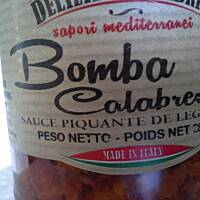 sapori mediterranei
Bomba
Calabres
SAUCE PIQUANTE DE LEG
PESO NETTO - POIDS NET
MADE IN ITALY